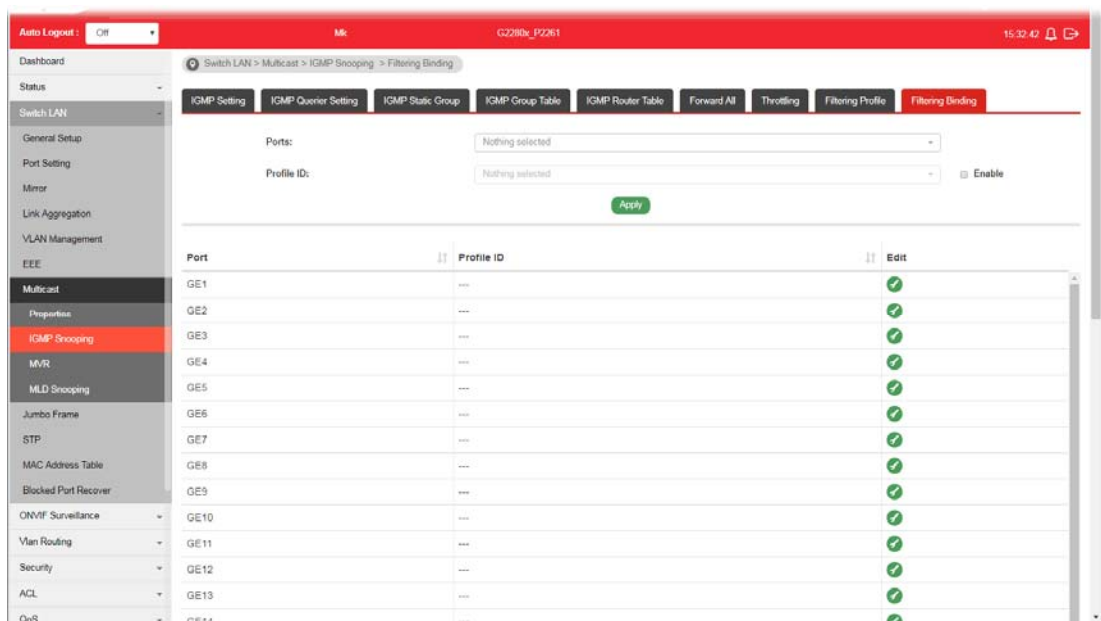 Auto Logout : Off Mk G2280x_P2261 15:32:42
Dashboard
Status
Switch LAN
General Setup
Port Setting
Mirror
Link Aggregation
VLAN Management
EEE
Multicast
Properties
IGMP Snooping
MVR
MLD Snooping
Jumbo Frame
STP
MAC Address Table
Blocked Port Recover
ONVIF Surveillance
Vlan Routing
Security
ACL
QoS
Switch LAN > Multicast > IGMP Snooping > Filtering Binding
IGMP Setting IGMP Querier Setting IGMP Static Group IGMP Group Table IGMP Router Table Forward All Throttling Filtering Profile Filtering Binding
Ports: Nothing selected
Profile ID: Nothing selected Enable
Apply
Port Profile ID Edit
GE1 ---
GE2 ---
GE3 ---
GE4 ---
GE5 ---
GE6 ---
GE7 ---
GE8 ---
GE9 ---
GE10 ---
GE11 ---
GE12 ---
GE13 ---
GE14 ---